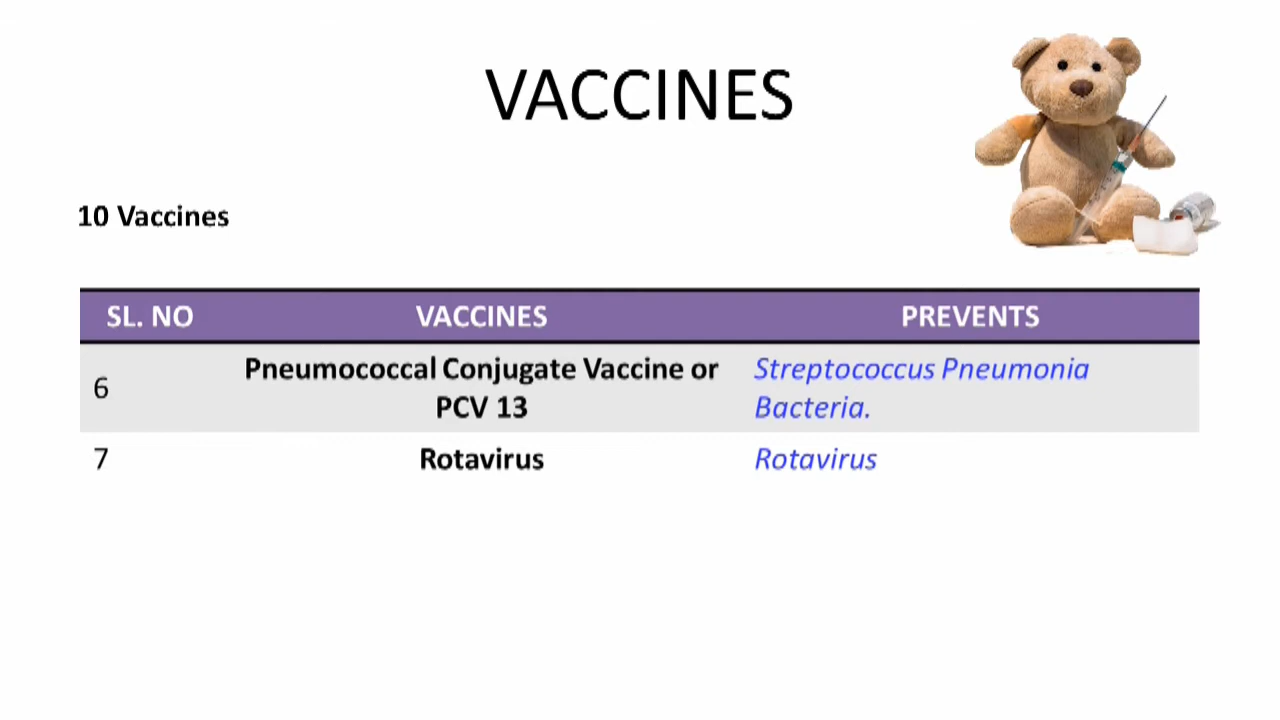 VACCINES
10 Vaccines
SL. NO VACCINES PREVENTS
6 Pneumococcal Conjugate Vaccine or PCV 13 Streptococcus Pneumonia Bacteria.
7 Rotavirus Rotavirus